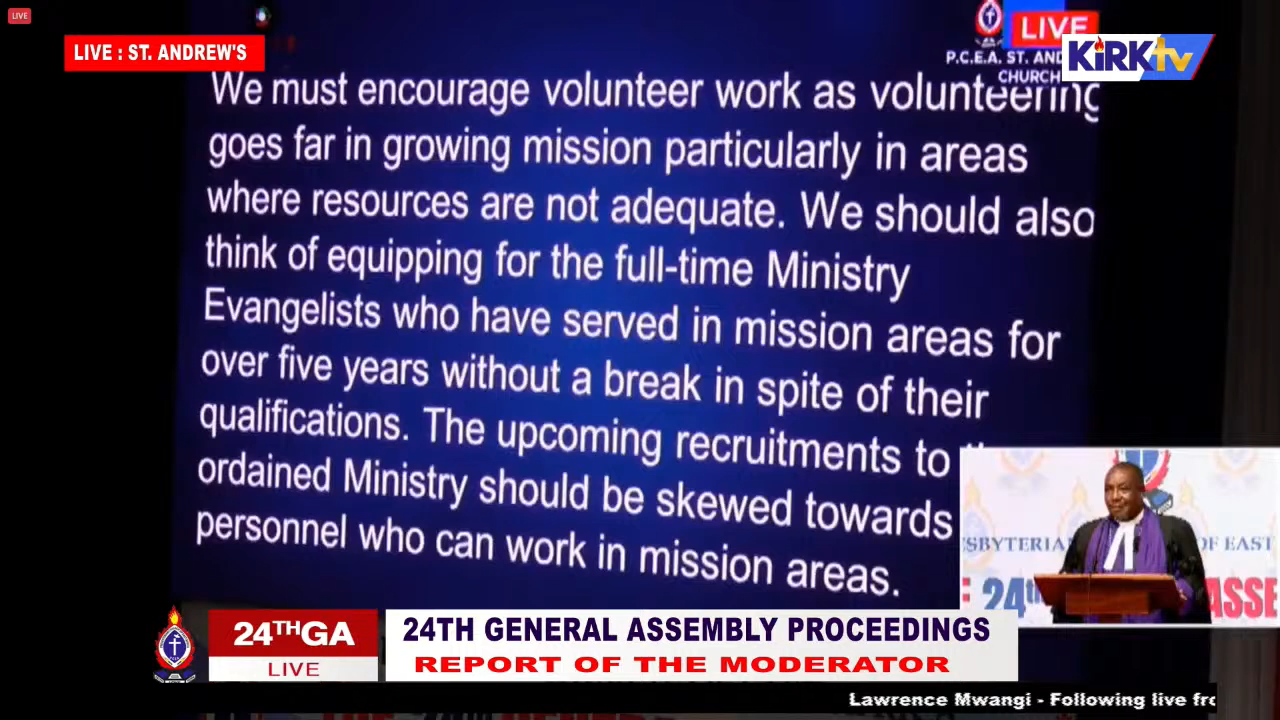 LIVE
LIVE : ST. ANDREW'S
LIVE
P.C.E.A. ST.
CHURCH
KiRKtv
We must encourage volunteer work as volunteering
goes far in growing mission particularly in areas
where resources are not adequate. We should also
think of equipping for the full-time Ministry
Evangelists who have served in mission areas for
over five years without a break in spite of their
qualifications. The upcoming recruitments to
ordained Ministry should be skewed towards
personnel who can work in mission areas.
OF EAST
24th
24THGA
LIVE
24TH GENERAL ASSEMBLY PROCEEDINGS
REPORT OF THE MODERATOR
Lawrence Mwangi - Following live